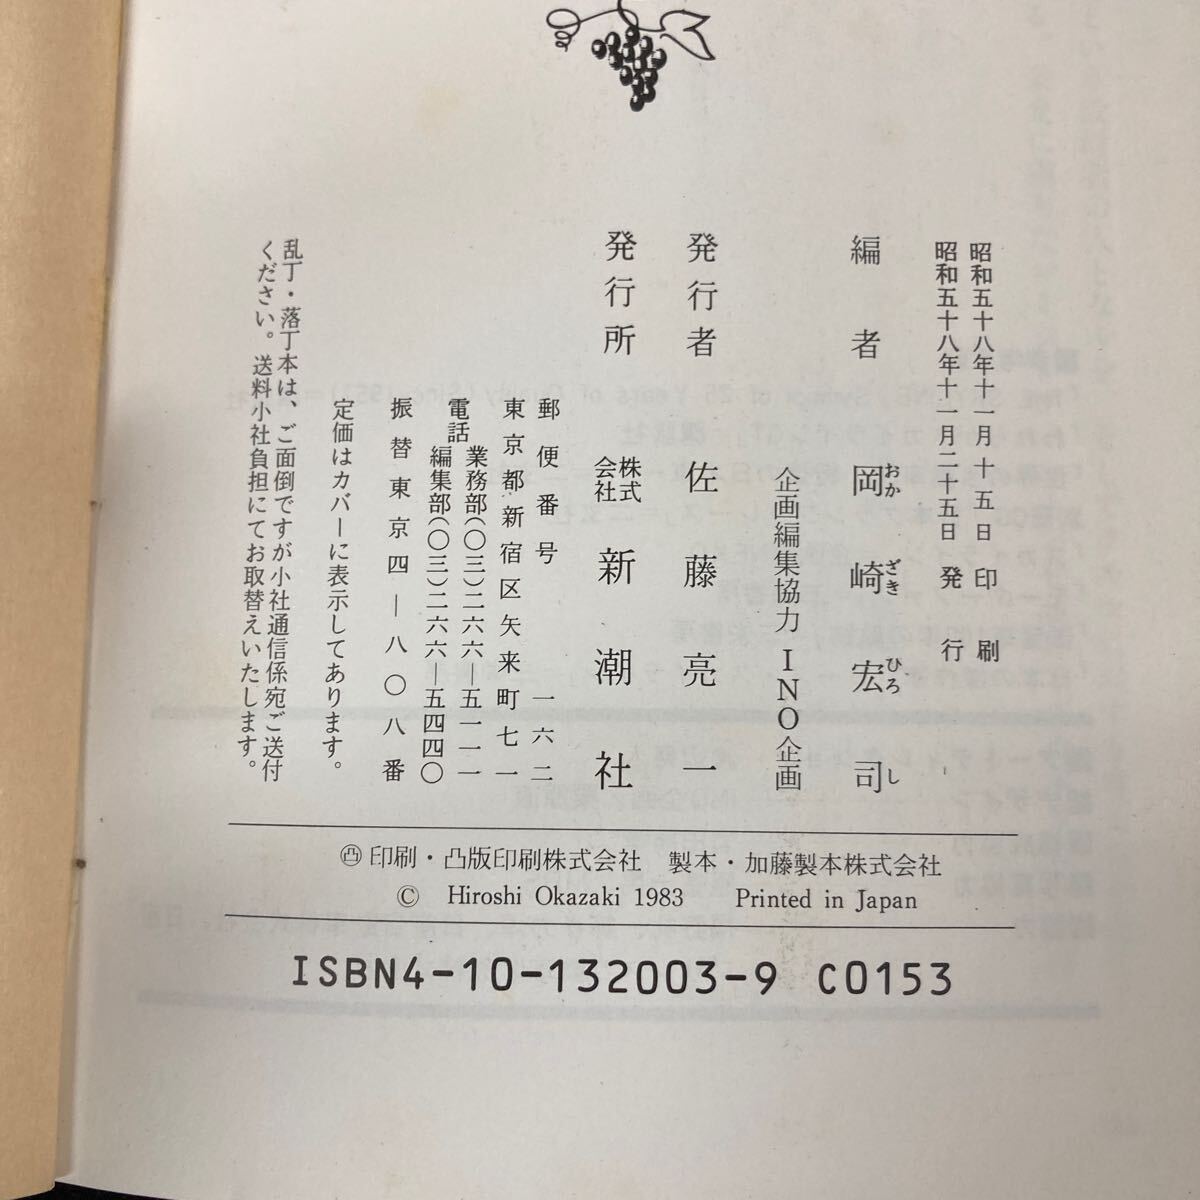 昭和五十八年十一月十五日 印刷
昭和五十八年十一月二十五日 発行
編者 岡崎宏司
おか ざき ひろ し
企画編集協力 INO企画
発行者 佐藤亮一
発行所 株式会社 新潮社
郵便番号 一六二
東京都新宿区矢来町七一
電話 業務部(〇三)二六六―五一一一
編集部(〇三)二六六―五四四〇
振替東京四―八〇八番
定価はカバーに表示してあります。
乱丁・落丁本は、ご面倒ですが小社通信係宛ご送付
ください。送料小社負担にてお取替えいたします。
㊞印刷・凸版印刷株式会社 製本・加藤製本株式会社
© Hiroshi Okazaki 1983 Printed in Japan
ISBN4-10-132003-9 C0153